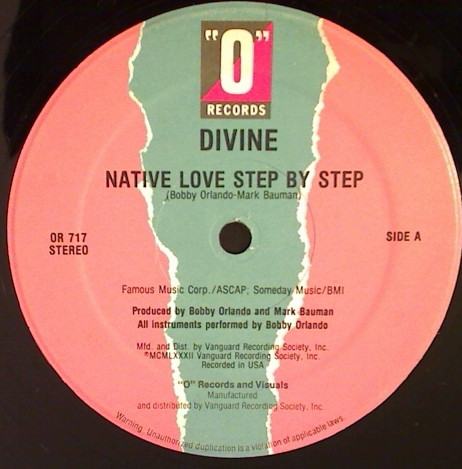 "O"
RECORDS
DIVINE
NATIVE LOVE STEP BY STEP
(Bobby Orlando-Mark Bauman)
OR 717
STEREO
SIDE A
Famous Music Corp./ASCAP; Someday Music/BMI
Produced by Bobby Orlando and Mark Bauman
All instruments performed by Bobby Orlando
Mfd. and Dist. by Vanguard Recording Society, Inc.
℗MCMLXXXII Vanguard Recording Society, Inc.
Recorded in USA
"O" Records and Visuals
Manufactured
and distributed by Vanguard Recording Society, Inc.
Warning. Unauthorized duplication is a violation of applicable laws.